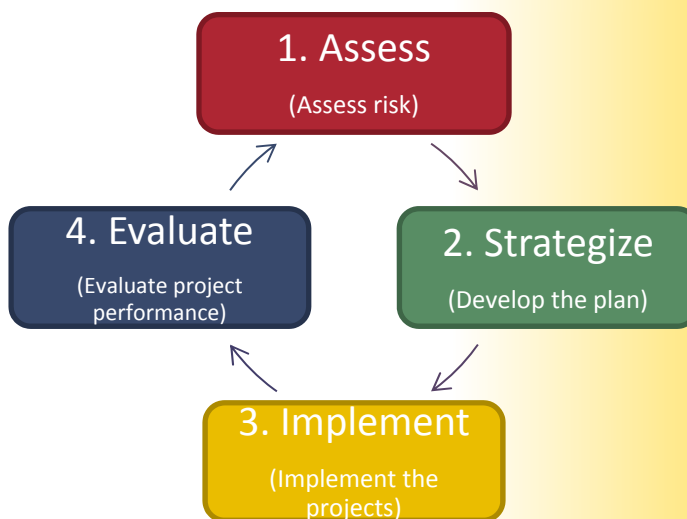 1. Assess
(Assess risk)
2. Strategize
(Develop the plan)
3. Implement
(Implement the
projects)
4. Evaluate
(Evaluate project
performance)